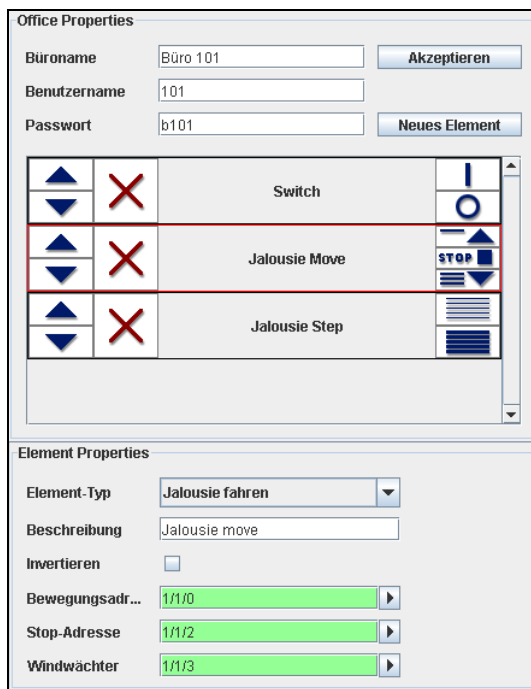 Office Properties
Büroname Büro 101 Akzeptieren
Benutzername 101
Passwort b101 Neues Element
Switch
Jalousie Move
STOP
Jalousie Step
Element Properties
Element-Typ Jalousie fahren
Beschreibung Jalousie move
Invertieren
Bewegungsadr... 1/1/0
Stop-Adresse 1/1/2
Windwächter 1/1/3